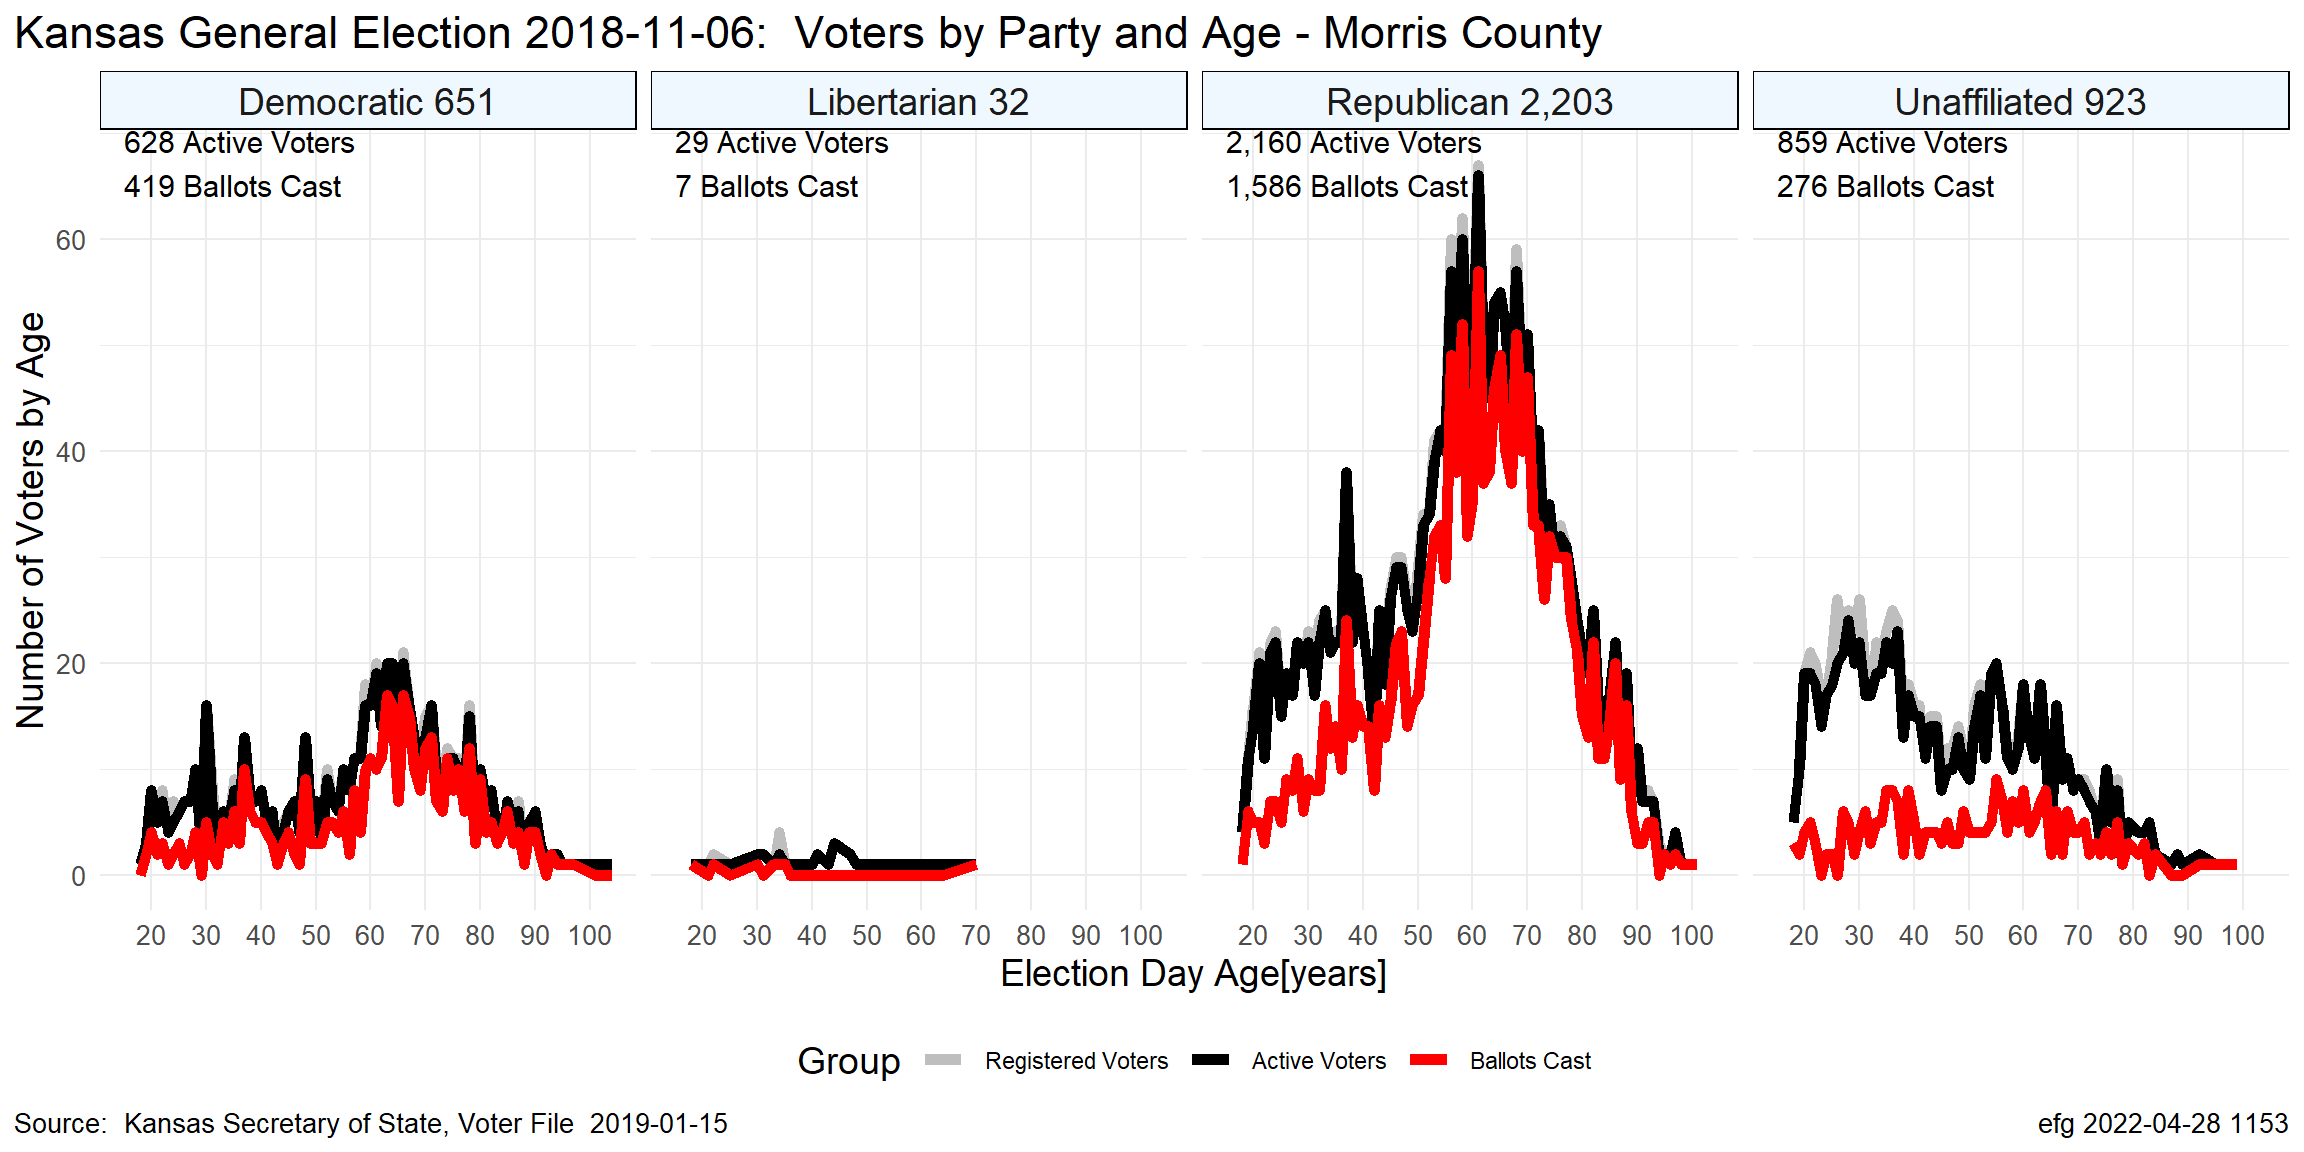 Kansas General Election 2018-11-06:  Voters by Party and Age - Morris County
Democratic 651
Libertarian 32
Republican 2,203
Unaffiliated 923
628 Active Voters
419 Ballots Cast
29 Active Voters
7 Ballots Cast
2,160 Active Voters
1,586 Ballots Cast
859 Active Voters
276 Ballots Cast
Number of Voters by Age
60
40
20
0
20 30 40 50 60 70 80 90 100
20 30 40 50 60 70 80 90 100
20 30 40 50 60 70 80 90 100
20 30 40 50 60 70 80 90 100
Election Day Age[years]
Group Registered Voters Active Voters Ballots Cast
Source:  Kansas Secretary of State, Voter File  2019-01-15
efg 2022-04-28 1153